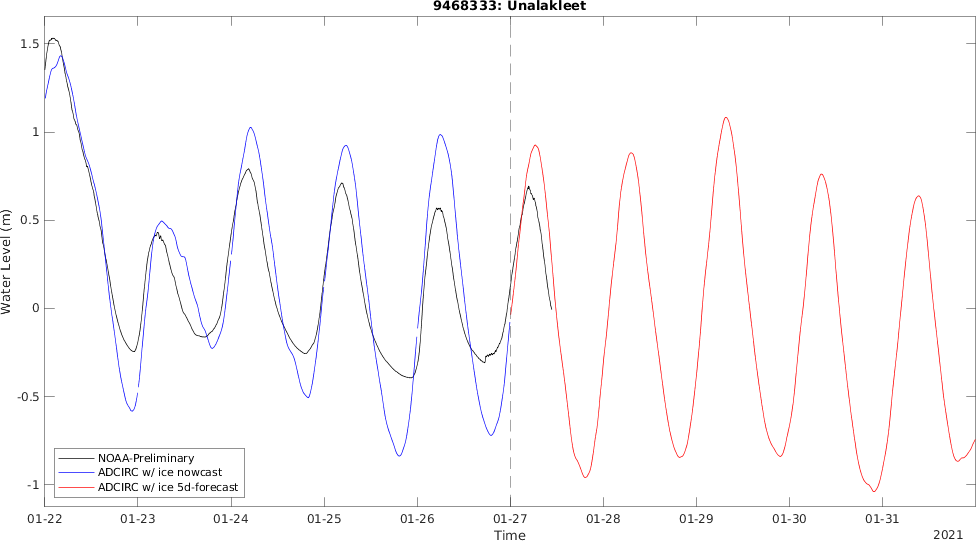 9468333: Unalakleet
Water Level (m)
1.5
1
0.5
0
-0.5
-1
NOAA-Preliminary
ADCIRC w/ ice nowcast
ADCIRC w/ ice 5d-forecast
01-22 01-23 01-24 01-25 01-26 01-27 01-28 01-29 01-30 01-31
Time
2021